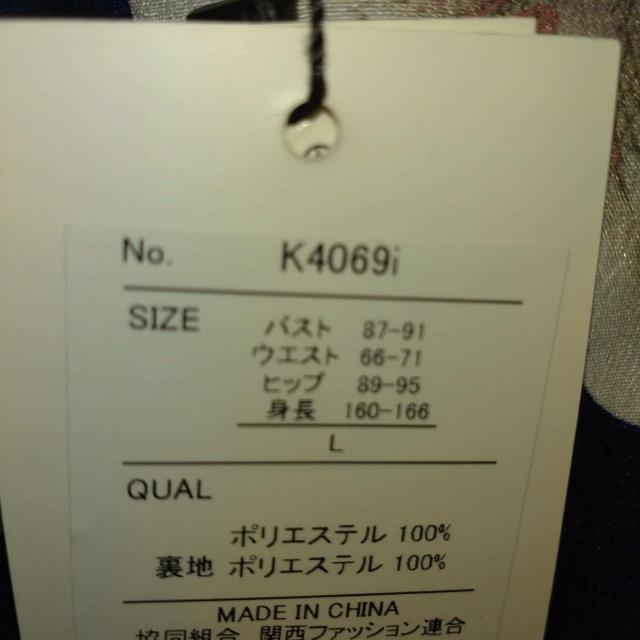 No. K4069i
SIZE バスト 87-91
ウエスト 66-71
ヒップ 89-95
身長 160-166
L
QUAL
ポリエステル 100%
裏地 ポリエステル 100%
MADE IN CHINA
協同組合 関西ファッション連合